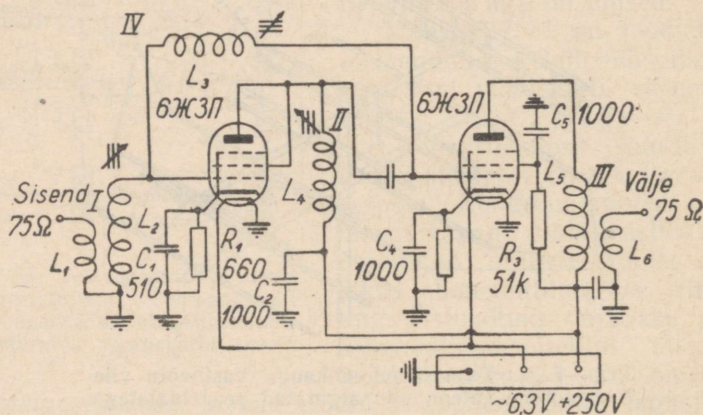 IV
L3
6Ж3П
6Ж3П
C5 1000
II
L4
L5
III
Sisend
75Ω
I
L1
L2
C1
510
R1
660
C2
1000
C4
1000
R3
51k
Välje
75Ω
L6
~6,3V +250V